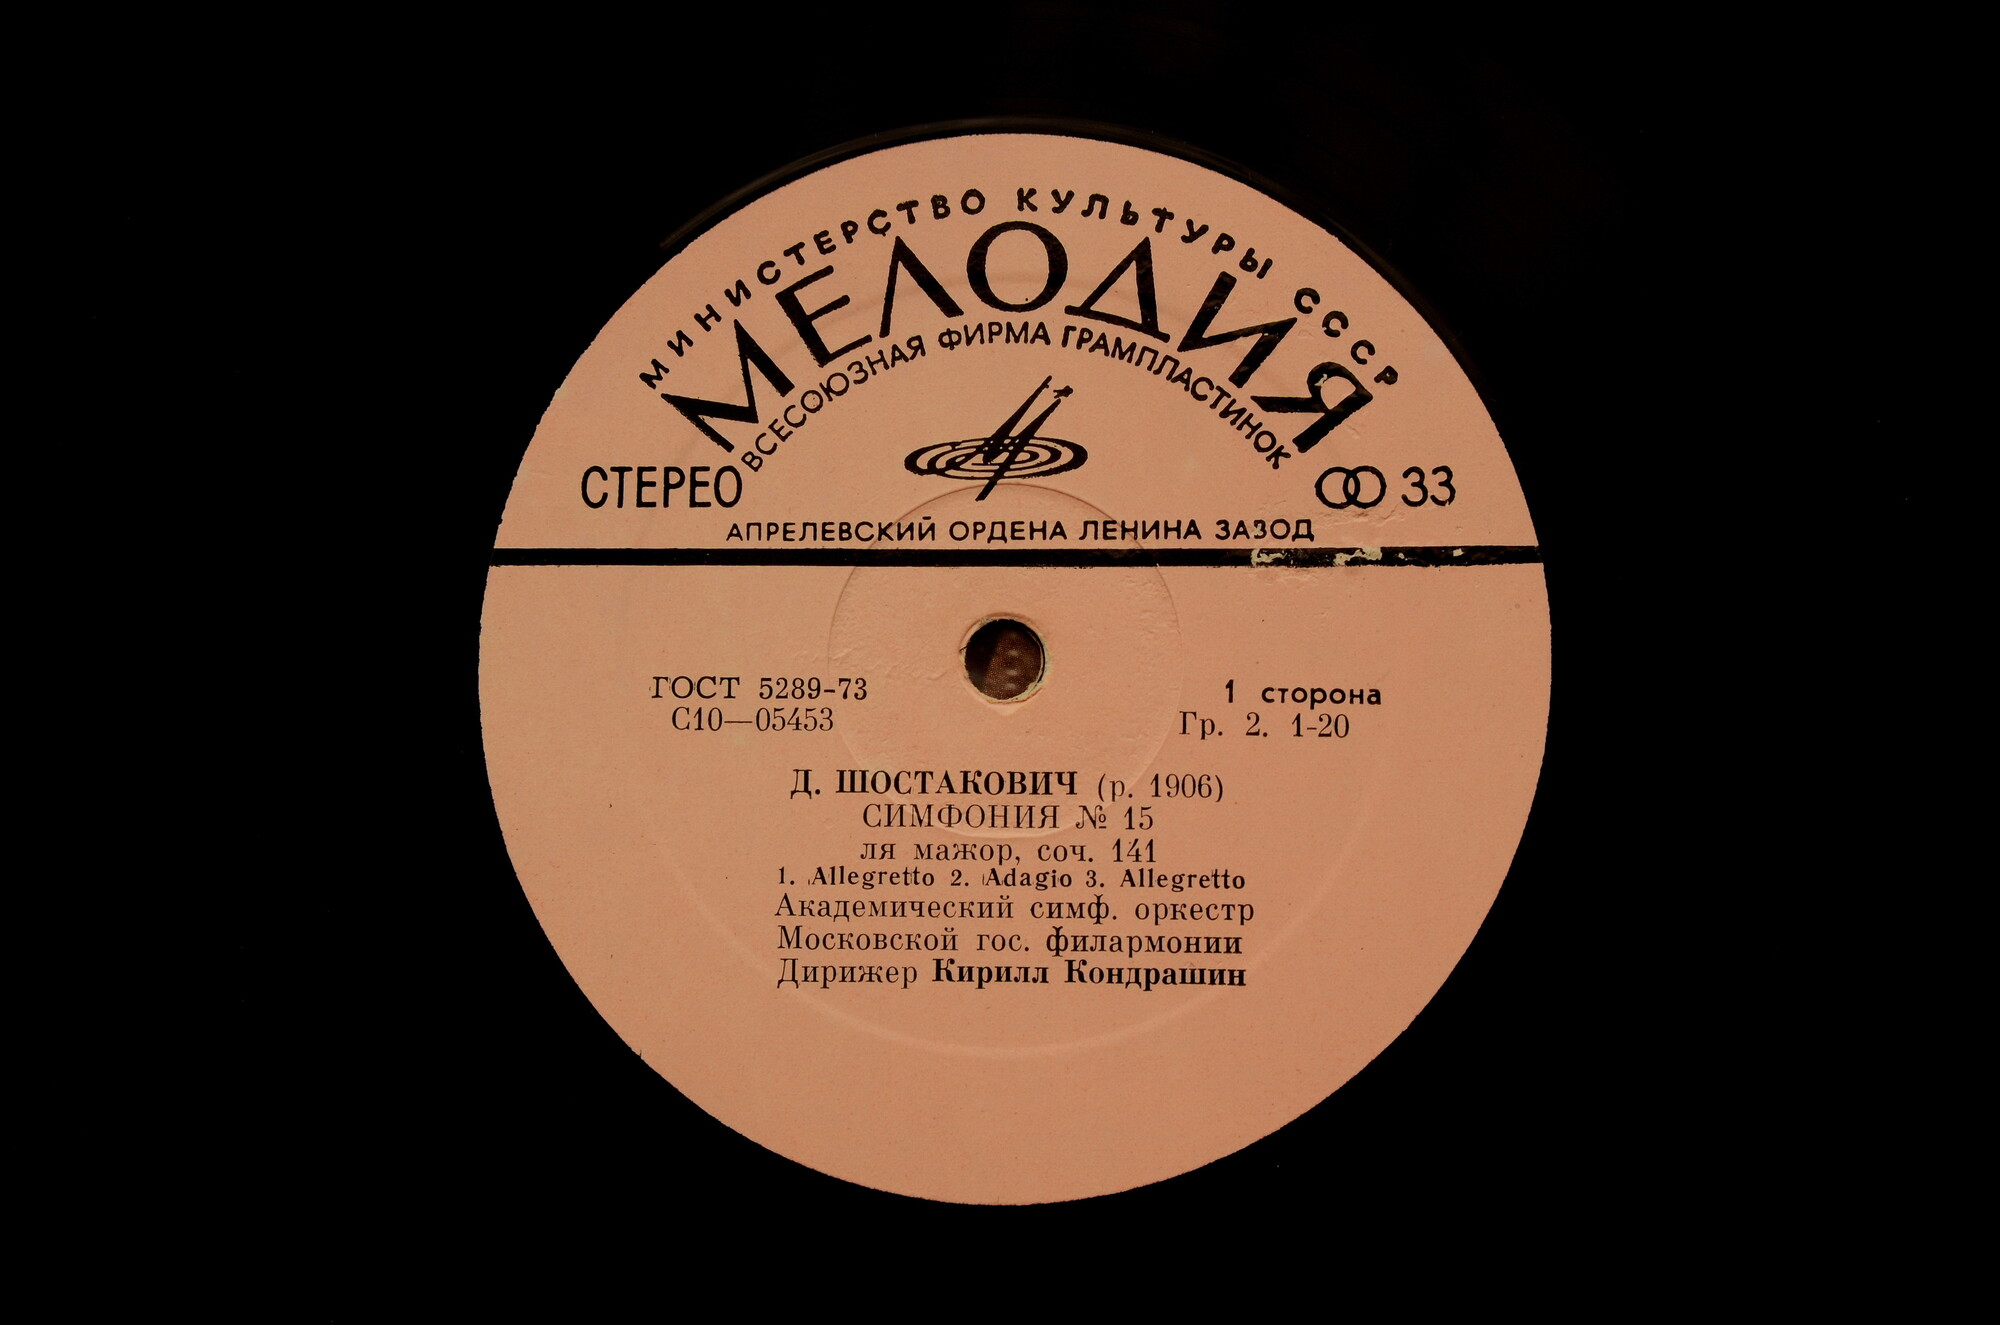 МИНИСТЕРСТВО КУЛЬТУРЫ СССР
МЕЛОДИЯ
ВСЕСОЮЗНАЯ ФИРМА ГРАМПЛАСТИНОК
СТЕРЕО
33
АПРЕЛЕВСКИЙ ОРДЕНА ЛЕНИНА ЗАВОД
ГОСТ 5289-73
С10—05453
1 сторона
Гр. 2. 1-20
Д. ШОСТАКОВИЧ (р. 1906)
СИМФОНИЯ № 15
ля мажор, соч. 141
1. Allegretto 2. Adagio 3. Allegretto
Академический симф. оркестр
Московской гос. филармонии
Дирижер Кирилл Кондрашин